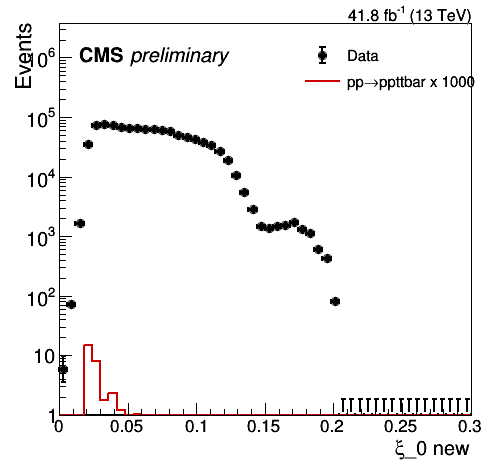 41.8 fb⁻¹ (13 TeV)
Events
CMS preliminary
Data
pp→ppttbar x 1000
10⁶
10⁵
10⁴
10³
10²
10
1
0 0.05 0.1 0.15 0.2 0.25 0.3
ξ_0 new